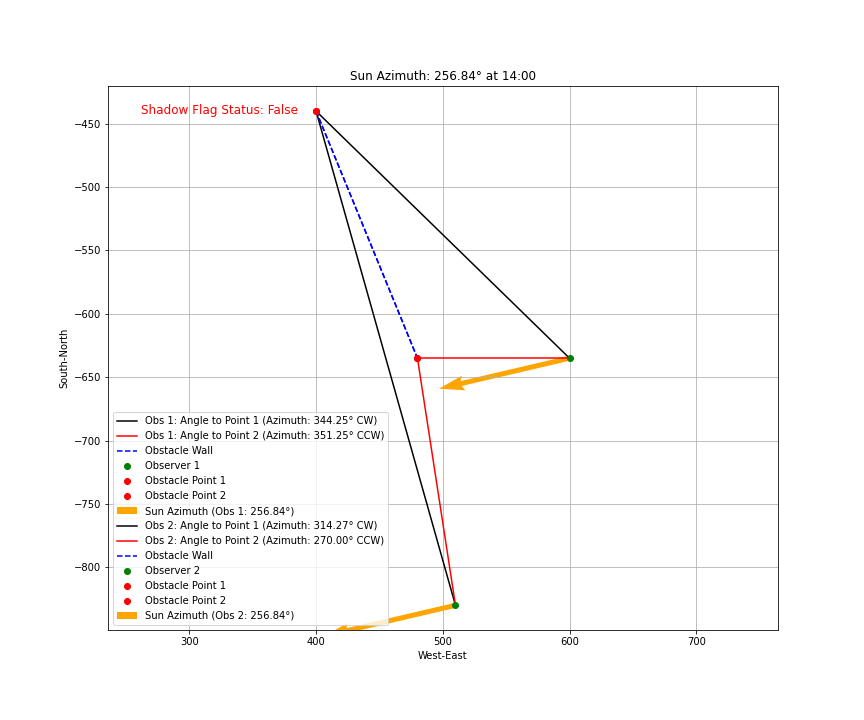 Sun Azimuth: 256.84° at 14:00
Shadow Flag Status: False
−450
−500
−550
−600
−650
−700
−750
−800
South-North
Obs 1: Angle to Point 1 (Azimuth: 344.25° CW)
Obs 1: Angle to Point 2 (Azimuth: 351.25° CCW)
Obstacle Wall
Observer 1
Obstacle Point 1
Obstacle Point 2
Sun Azimuth (Obs 1: 256.84°)
Obs 2: Angle to Point 1 (Azimuth: 314.27° CW)
Obs 2: Angle to Point 2 (Azimuth: 270.00° CCW)
Obstacle Wall
Observer 2
Obstacle Point 1
Obstacle Point 2
Sun Azimuth (Obs 2: 256.84°)
300 400 500 600 700
West-East